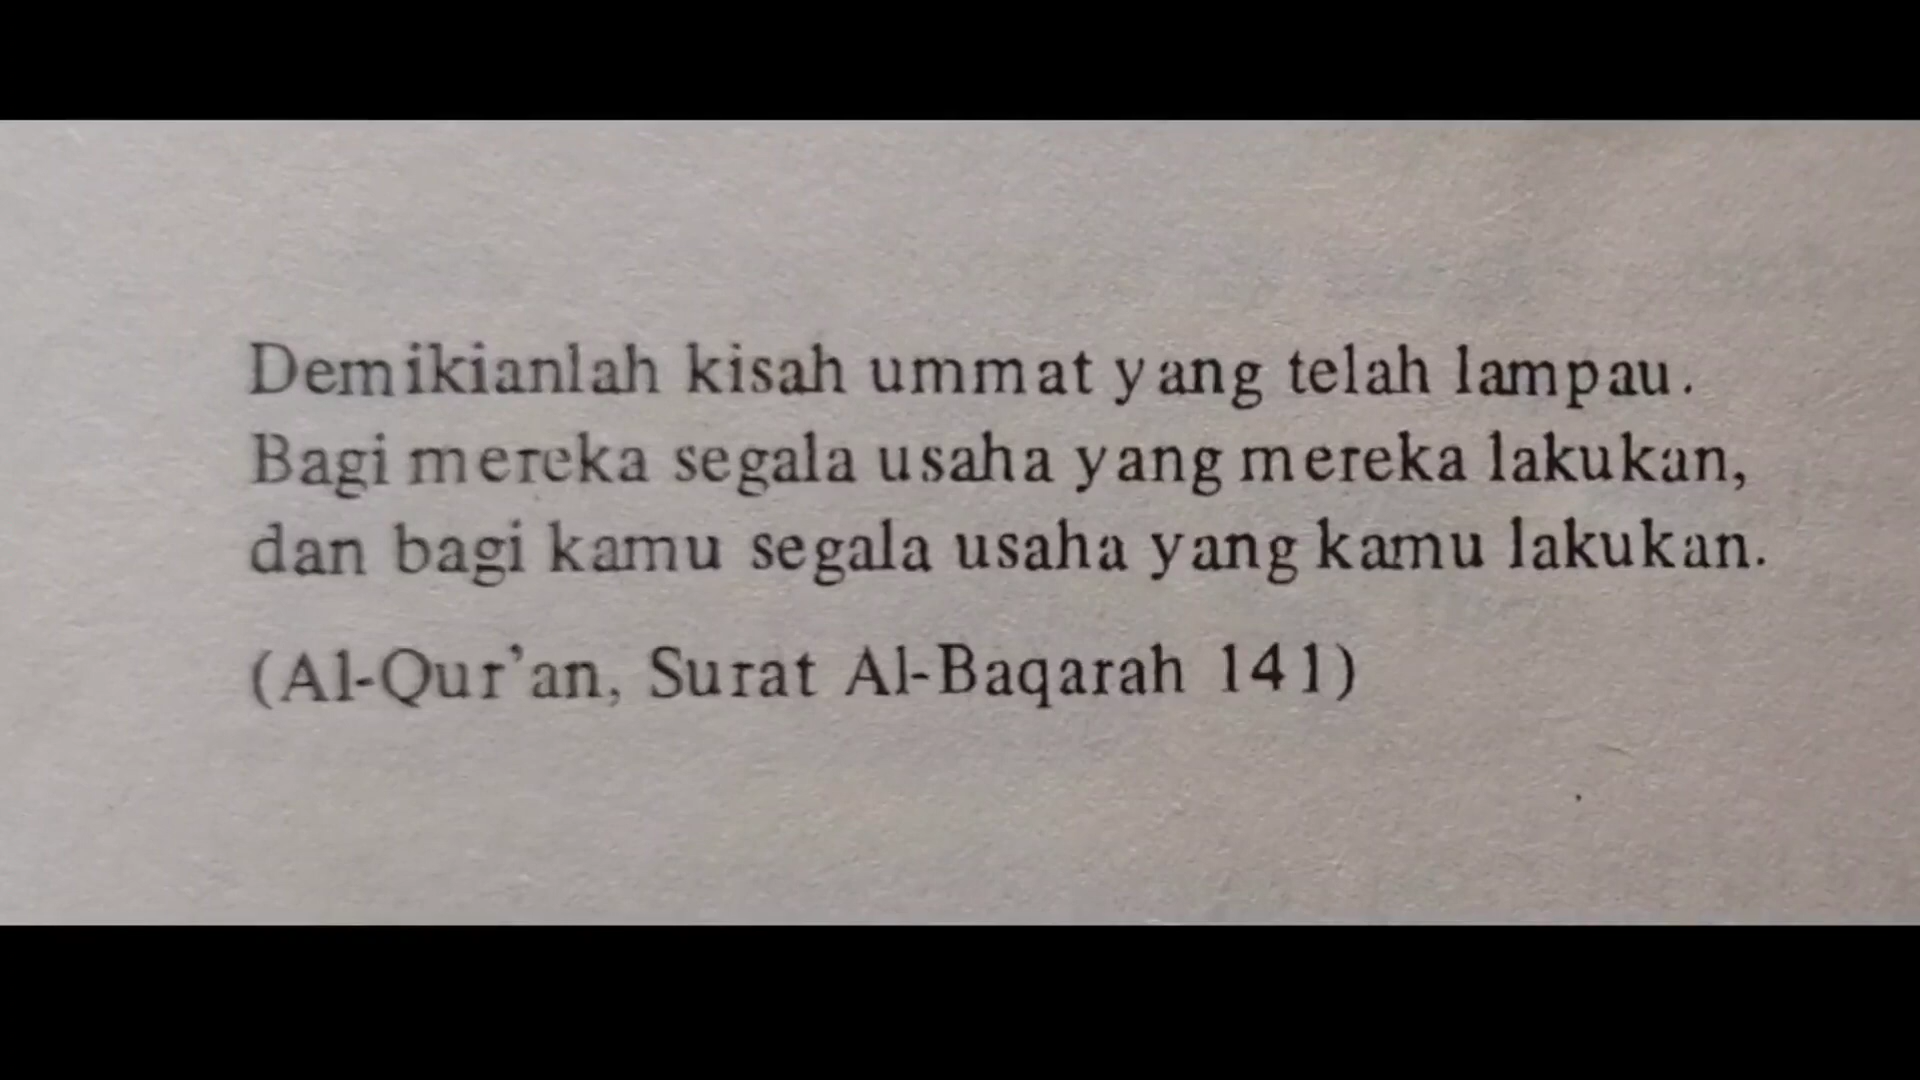 Demikianlah kisah ummat yang telah lampau.
Bagi mereka segala usaha yang mereka lakukan,
dan bagi kamu segala usaha yang kamu lakukan.
(Al-Qur’an, Surat Al-Baqarah 141)